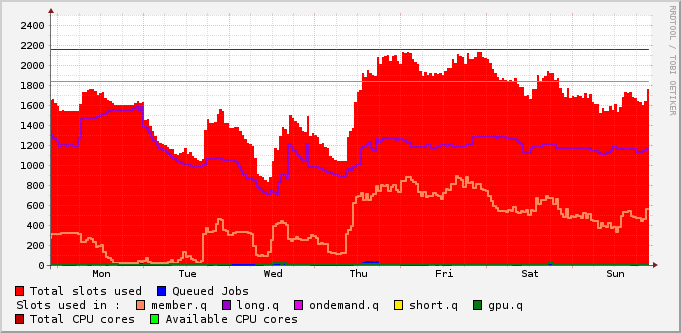 2400
2200
2000
1800
1600
1400
1200
1000
800
600
400
200
0
Mon Tue Wed Thu Fri Sat Sun
RRDTOOL / TOBI OETIKER
Total slots used Queued Jobs
Slots used in : member.q long.q ondemand.q short.q gpu.q
Total CPU cores Available CPU cores